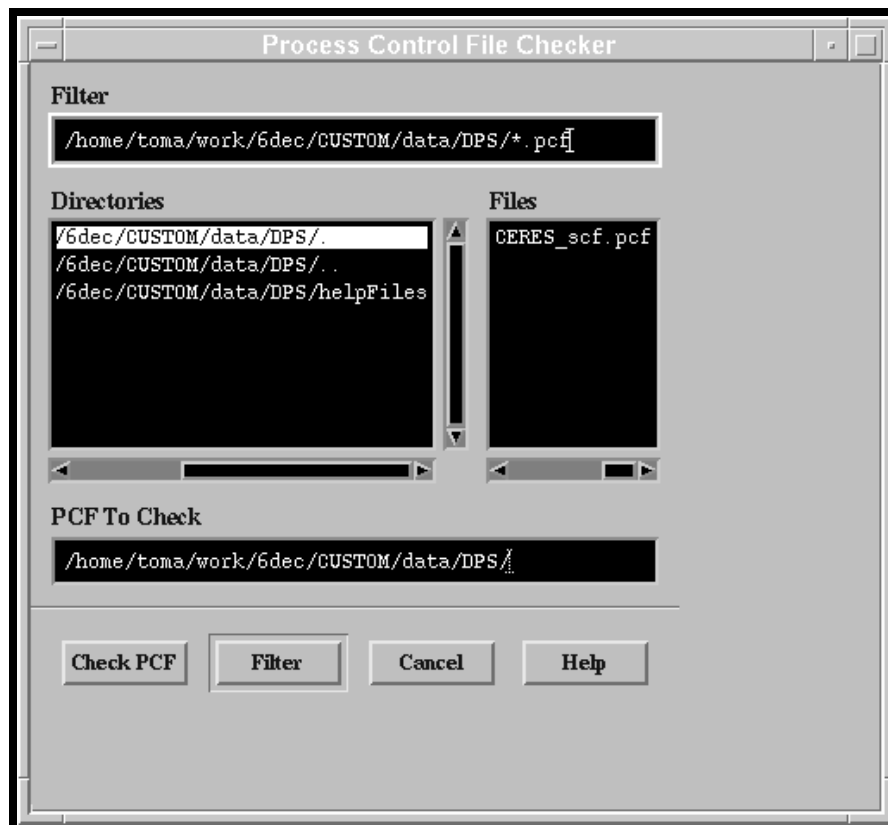 Process Control File Checker
Filter
/home/toma/work/6dec/CUSTOM/data/DPS/*.pcf
Directories
Files
/6dec/CUSTOM/data/DPS/.
/6dec/CUSTOM/data/DPS/..
/6dec/CUSTOM/data/DPS/helpFiles
CERES_scf.pcf
PCF To Check
/home/toma/work/6dec/CUSTOM/data/DPS/
Check PCF
Filter
Cancel
Help